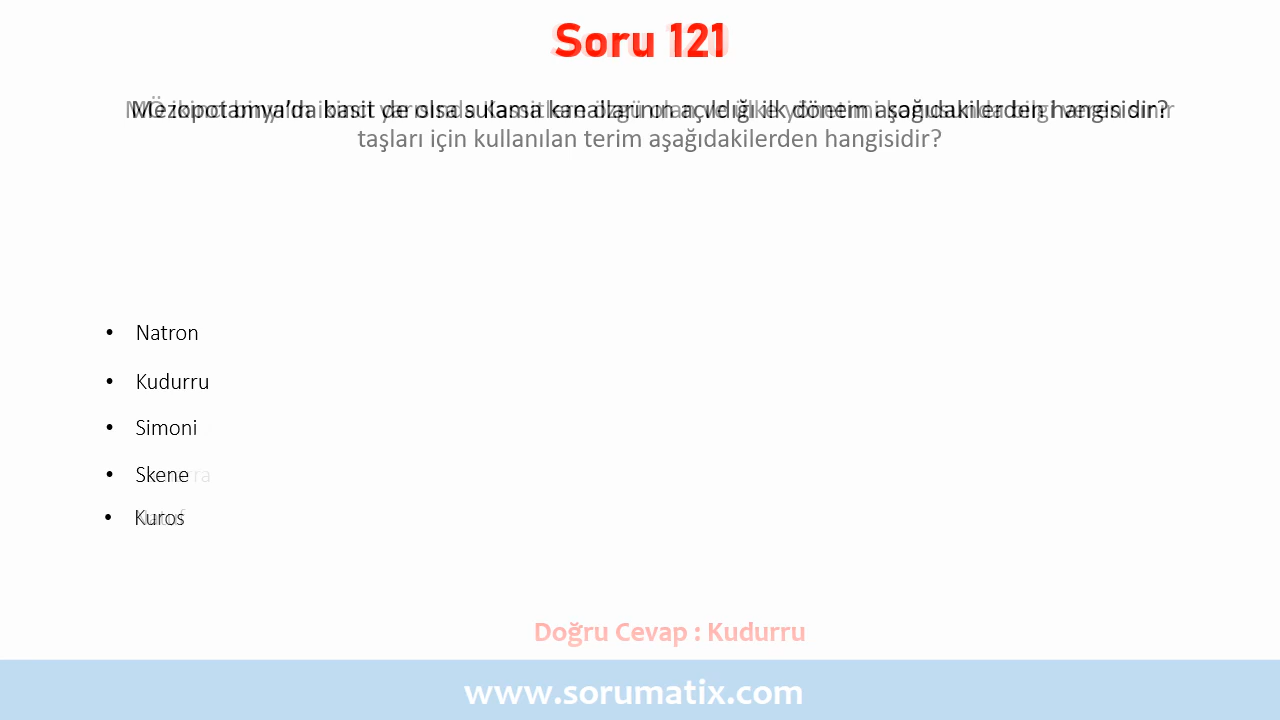 Soru 121
Mezopotamya’da basit de olsa sulama kanallarının açıldığı ilk dönem aşağıdakilerden hangisidir?
taşları için kullanılan terim aşağıdakilerden hangisidir?
• Natron
• Kudurru
• Simoni
• Skene
• Kuros
Doğru Cevap : Kudurru
www.sorumatix.com